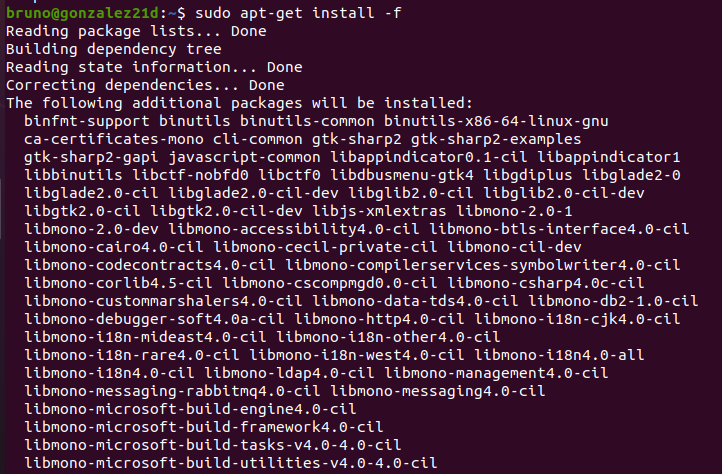 bruno@gonzalez21d:~$ sudo apt-get install -f
Reading package lists... Done
Building dependency tree
Reading state information... Done
Correcting dependencies... Done
The following additional packages will be installed:
  binfmt-support binutils binutils-common binutils-x86-64-linux-gnu
  ca-certificates-mono cli-common gtk-sharp2 gtk-sharp2-examples
  gtk-sharp2-gapi javascript-common libappindicator0.1-cil libappindicator1
  libbinutils libctf-nobfd0 libctf0 libdbusmenu-gtk4 libgdiplus libglade2-0
  libglade2.0-cil libglade2.0-cil-dev libglib2.0-cil libglib2.0-cil-dev
  libgtk2.0-cil libgtk2.0-cil-dev libjs-xmlextras libmono-2.0-1
  libmono-2.0-dev libmono-accessibility4.0-cil libmono-btls-interface4.0-cil
  libmono-cairo4.0-cil libmono-cecil-private-cil libmono-cil-dev
  libmono-codecontracts4.0-cil libmono-compilerservices-symbolwriter4.0-cil
  libmono-corlib4.5-cil libmono-cscompmgd0.0-cil libmono-csharp4.0c-cil
  libmono-custommarshalers4.0-cil libmono-data-tds4.0-cil libmono-db2-1.0-cil
  libmono-debugger-soft4.0a-cil libmono-http4.0-cil libmono-i18n-cjk4.0-cil
  libmono-i18n-mideast4.0-cil libmono-i18n-other4.0-cil
  libmono-i18n-rare4.0-cil libmono-i18n-west4.0-cil libmono-i18n4.0-all
  libmono-i18n4.0-cil libmono-ldap4.0-cil libmono-management4.0-cil
  libmono-messaging-rabbitmq4.0-cil libmono-messaging4.0-cil
  libmono-microsoft-build-engine4.0-cil
  libmono-microsoft-build-framework4.0-cil
  libmono-microsoft-build-tasks-v4.0-4.0-cil
  libmono-microsoft-build-utilities-v4.0-4.0-cil